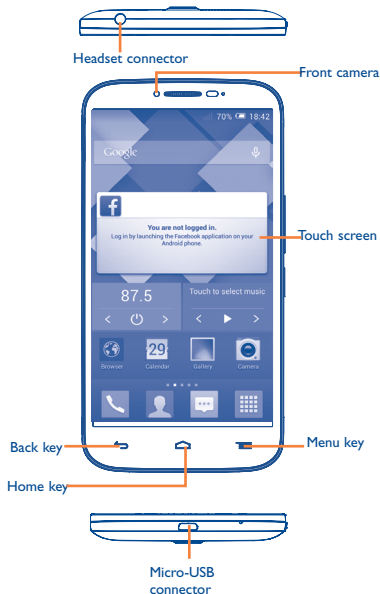 Headset connector
Front camera
70% 18:42
Google
f
You are not logged in.
Log in by launching the Facebook application on your
Android phone.
Touch screen
87.5
Touch to select music
29
Browser
Calendar
Gallery
Camera
Back key
Menu key
Home key
Micro-USB
connector